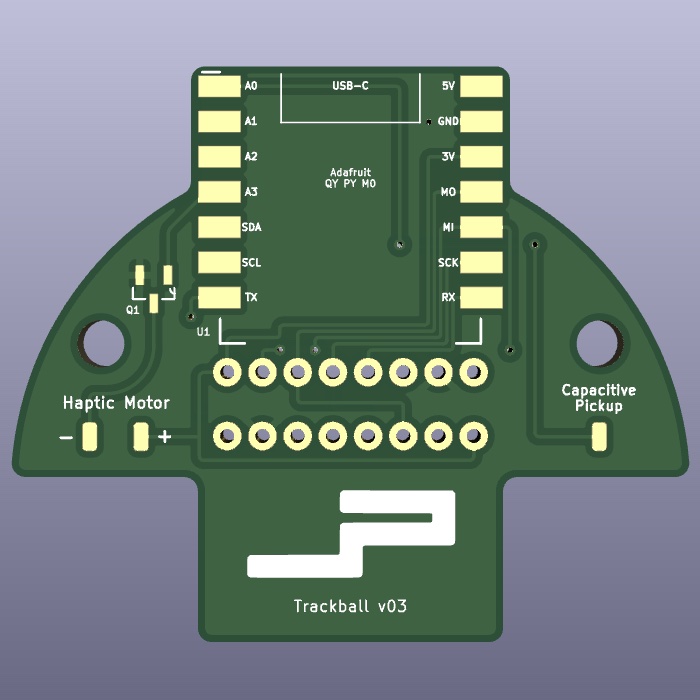 A0 USB-C 5V
A1 GND
A2 3V
Adafruit
QY PY M0
A3 MO
SDA MI
SCL SCK
TX RX
Q1
U1
Haptic Motor
Capacitive
Pickup
- +
Trackball v03